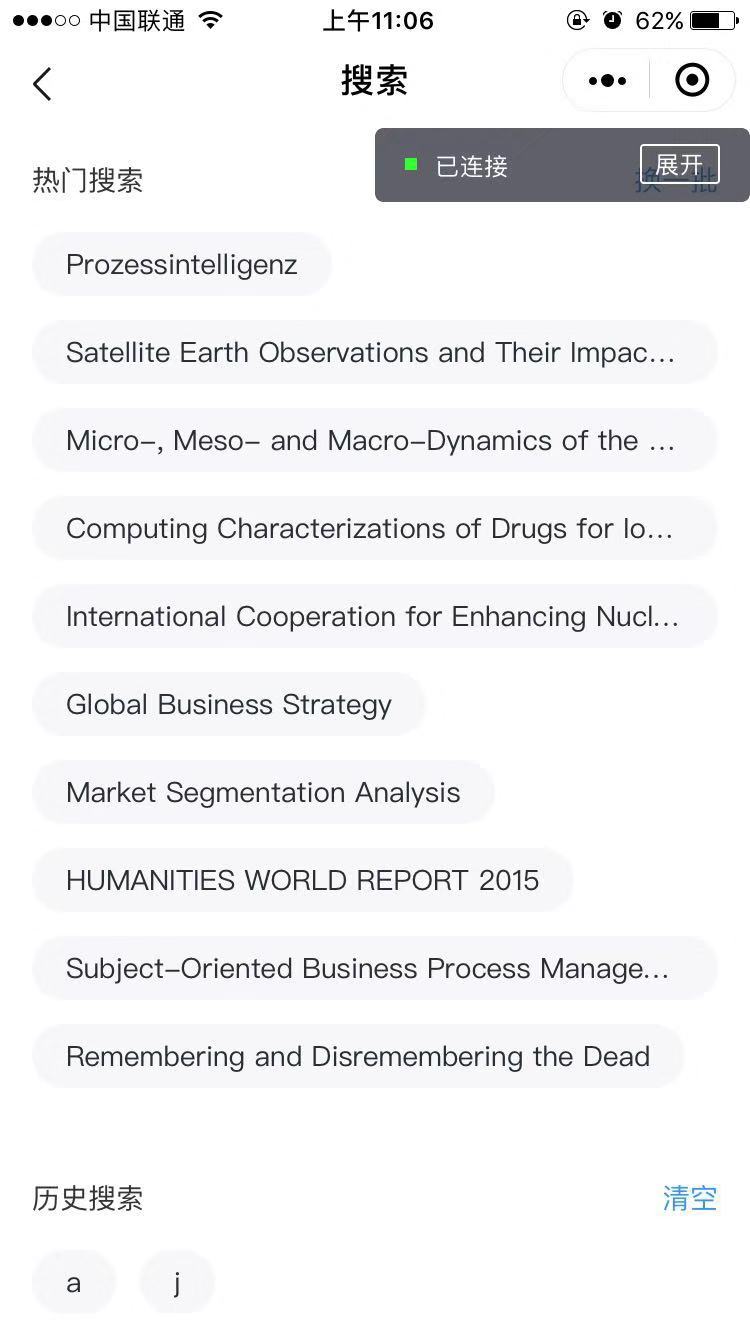 中国联通 上午11:06 62%
搜索
热门搜索 换一批
已连接 展开
Prozessintelligenz
Satellite Earth Observations and Their Impac...
Micro-, Meso- and Macro-Dynamics of the ...
Computing Characterizations of Drugs for Io...
International Cooperation for Enhancing Nucl...
Global Business Strategy
Market Segmentation Analysis
HUMANITIES WORLD REPORT 2015
Subject-Oriented Business Process Manage...
Remembering and Disremembering the Dead
历史搜索 清空
a j